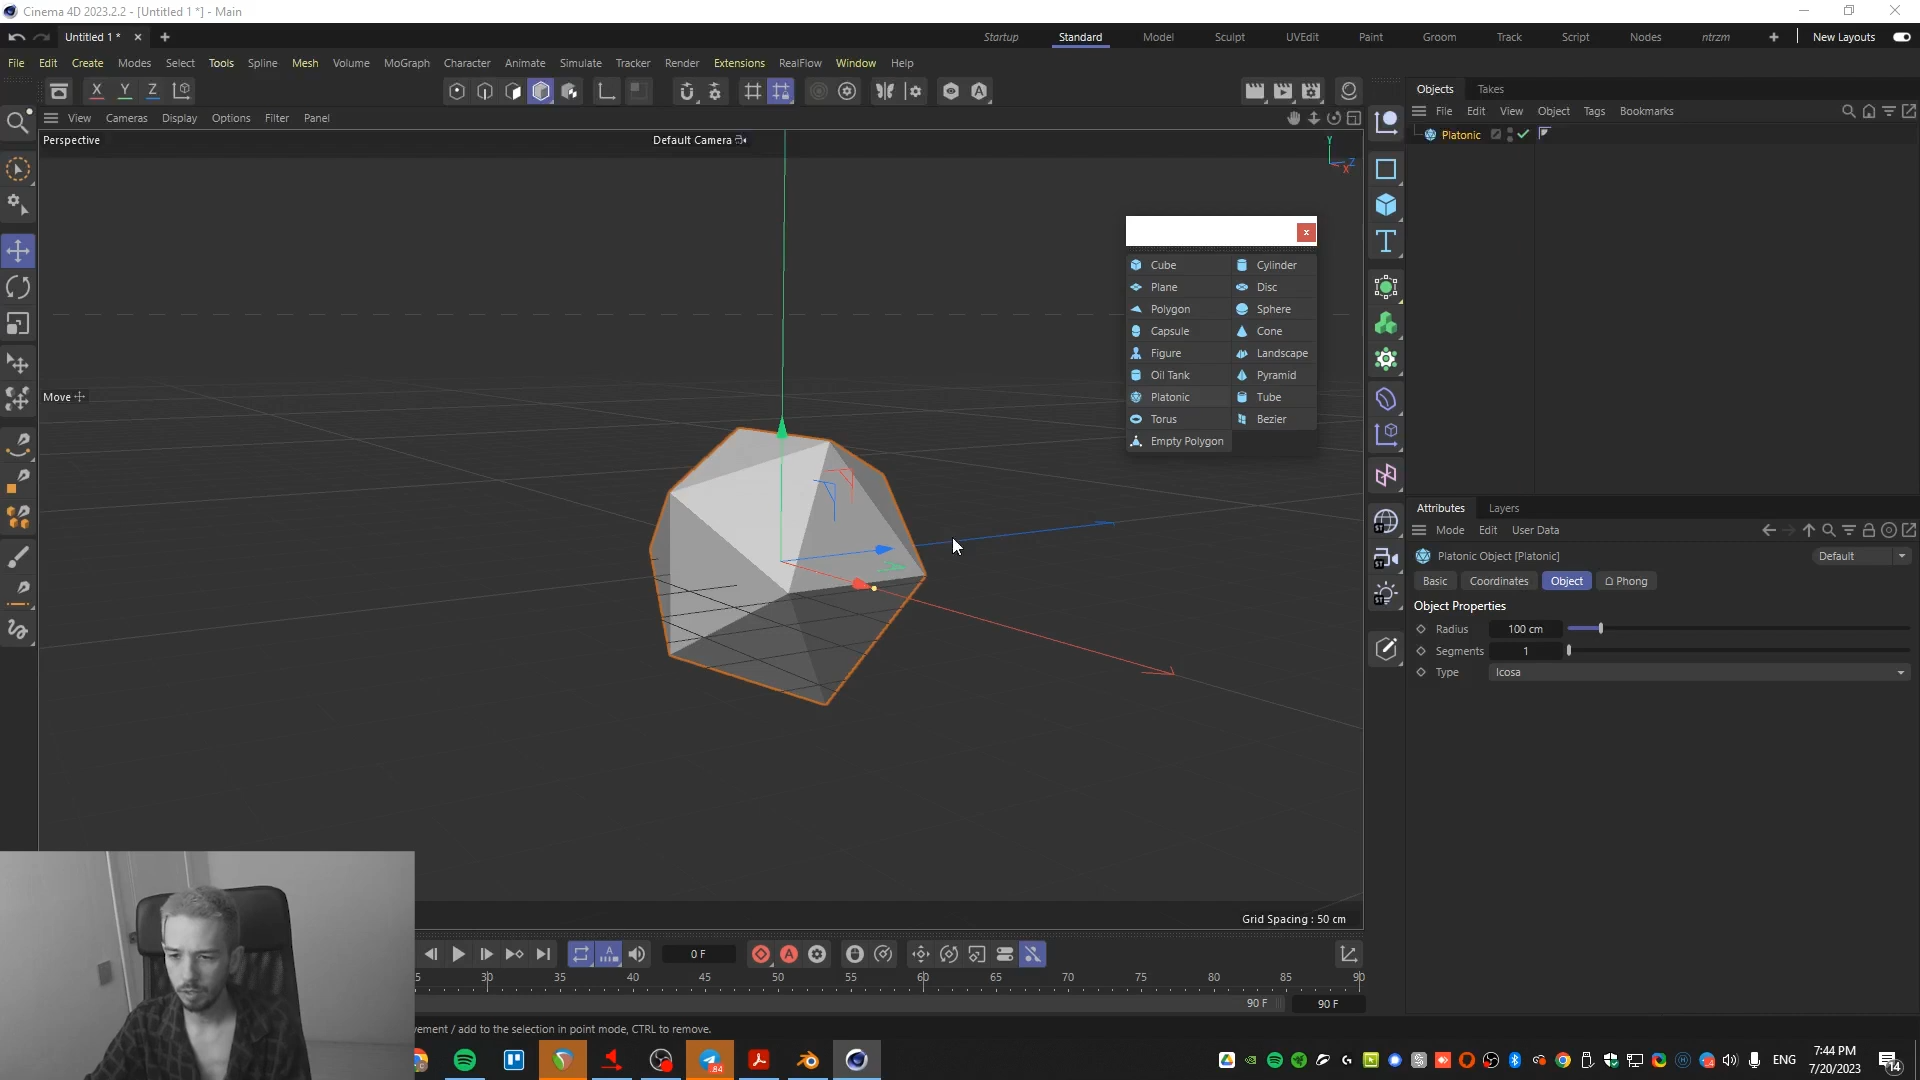 Cinema 4D 2023.2.2 - [Untitled 1 *] - Main
Untitled 1 *
Startup Standard Model Sculpt UVEdit Paint Groom Track Script Nodes ntrzm New Layouts
File Edit Create Modes Select Tools Spline Mesh Volume MoGraph Character Animate Simulate Tracker Render Extensions RealFlow Window Help
X Y Z
Objects Takes
View Cameras Display Options Filter Panel
File Edit View Object Tags Bookmarks
Perspective
Default Camera
Platonic
Y
Z
X
Cube Cylinder
Plane Disc
Polygon Sphere
Capsule Cone
Figure Landscape
Oil Tank Pyramid
Platonic Tube
Torus Bezier
Empty Polygon
Move
Attributes Layers
Mode Edit User Data
Platonic Object [Platonic]
Default
Basic Coordinates Object Phong
Object Properties
Radius 100 cm
Segments 1
Type Icosa
Grid Spacing : 50 cm
0 F
5 30 35 40 45 50 55 60 65 70 75 80 85 90
90 F 90 F
vement / add to the selection in point mode, CTRL to remove.
84
ENG
7:44 PM
7/20/2023
14